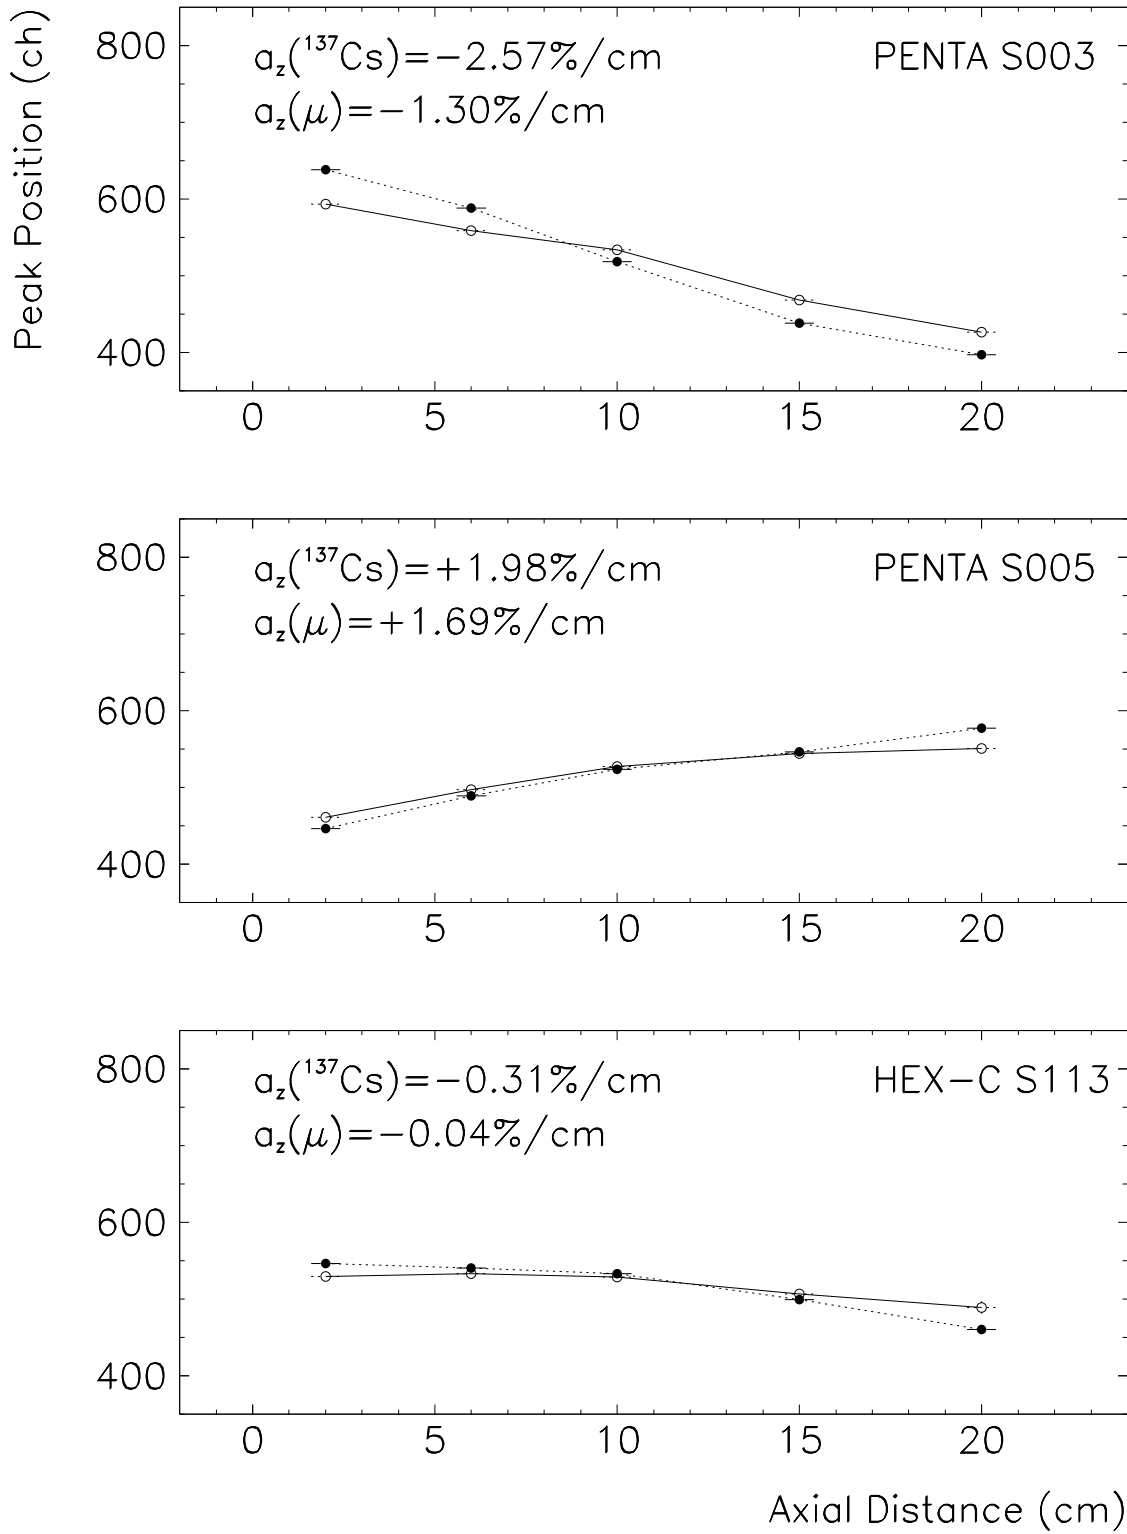 Peak Position (ch)
800
600
400
a_z(¹³⁷Cs)=−2.57%/cm
a_z(μ)=−1.30%/cm
PENTA S003
0 5 10 15 20
800
600
400
a_z(¹³⁷Cs)=+1.98%/cm
a_z(μ)=+1.69%/cm
PENTA S005
0 5 10 15 20
800
600
400
a_z(¹³⁷Cs)=−0.31%/cm
a_z(μ)=−0.04%/cm
HEX−C S113
0 5 10 15 20
Axial Distance (cm)